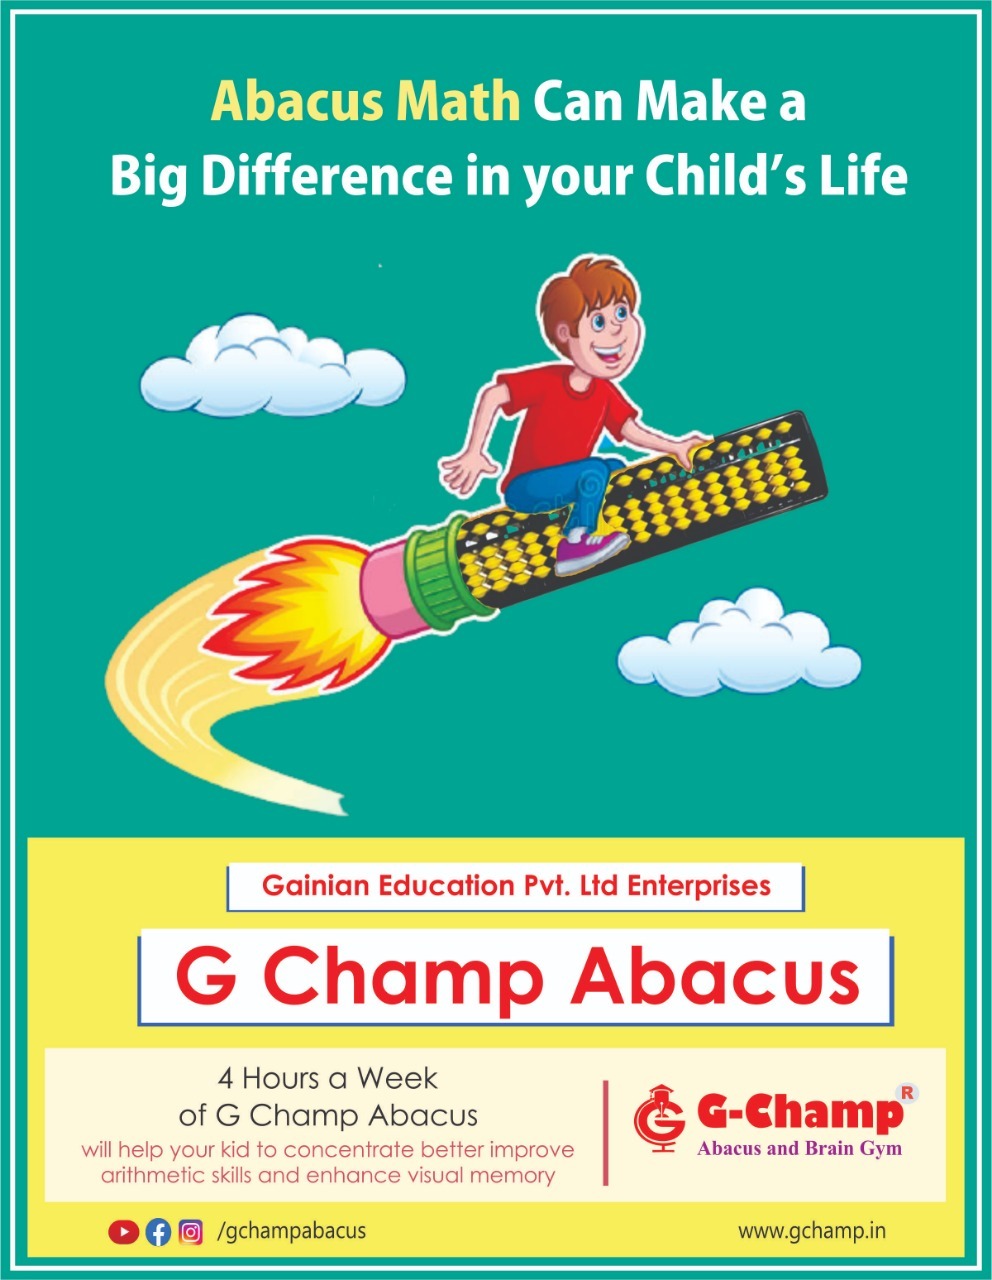 Abacus Math Can Make a
Big Difference in your Child's Life
Gainian Education Pvt. Ltd Enterprises
G Champ Abacus
4 Hours a Week
of G Champ Abacus
will help your kid to concentrate better improve
arithmetic skills and enhance visual memory
G-Champ R
Abacus and Brain Gym
/gchampabacus
www.gchamp.in